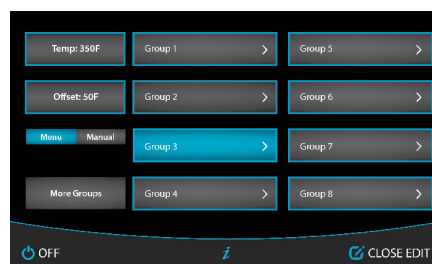 Temp: 350F
Group 1
Group 5
Offset: 50F
Group 2
Group 6
Menu Manual
Group 3
Group 7
More Groups
Group 4
Group 8
OFF
i
CLOSE EDIT